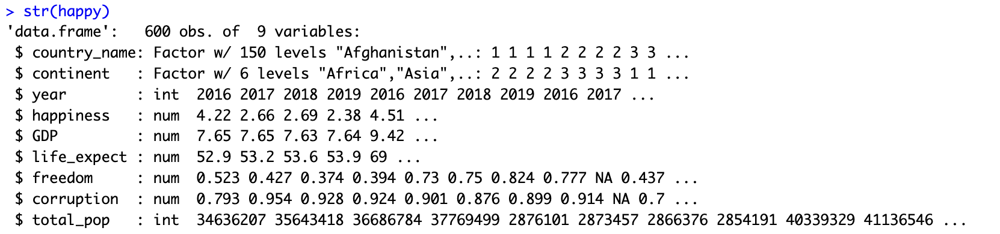 > str(happy)
'data.frame':   600 obs. of  9 variables:
 $ country_name: Factor w/ 150 levels "Afghanistan",..: 1 1 1 1 2 2 2 2 3 3 ...
 $ continent   : Factor w/ 6 levels "Africa","Asia",..: 2 2 2 2 3 3 3 3 1 1 ...
 $ year        : int  2016 2017 2018 2019 2016 2017 2018 2019 2016 2017 ...
 $ happiness   : num  4.22 2.66 2.69 2.38 4.51 ...
 $ GDP         : num  7.65 7.65 7.63 7.64 9.42 ...
 $ life_expect : num  52.9 53.2 53.6 53.9 69 ...
 $ freedom     : num  0.523 0.427 0.374 0.394 0.73 0.75 0.824 0.777 NA 0.437 ...
 $ corruption  : num  0.793 0.954 0.928 0.924 0.901 0.876 0.899 0.914 NA 0.7 ...
 $ total_pop   : int  34636207 35643418 36686784 37769499 2876101 2873457 2866376 2854191 40339329 41136546 ...